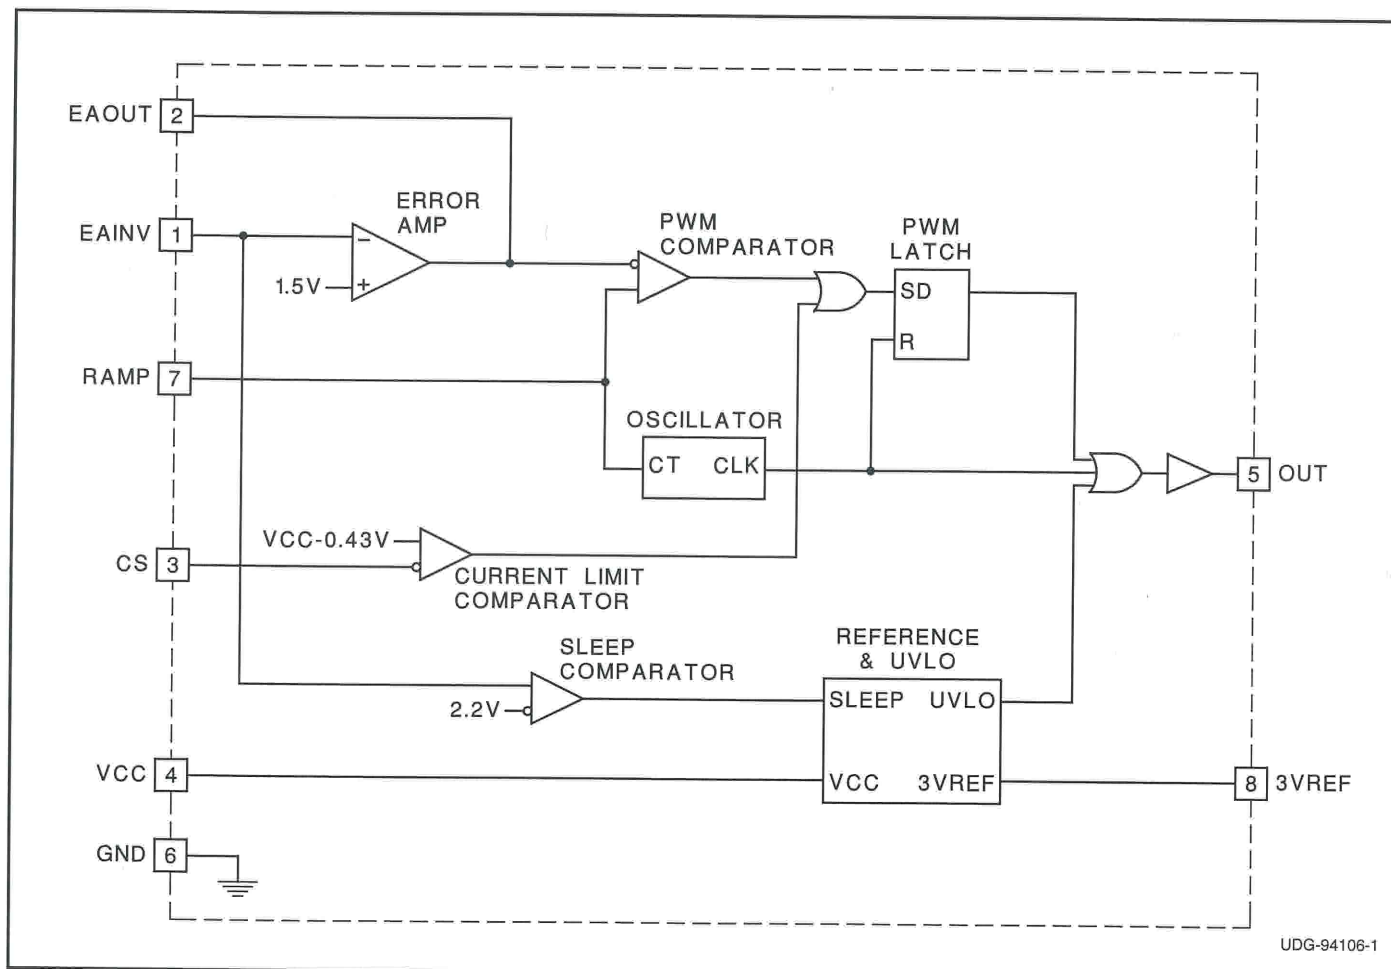 EAOUT 2
ERROR
AMP
EAINV 1
−
1.5V
+
PWM
COMPARATOR
PWM
LATCH
SD
R
RAMP 7
OSCILLATOR
CT CLK
5 OUT
VCC-0.43V
CS 3
CURRENT LIMIT
COMPARATOR
SLEEP
COMPARATOR
2.2V
REFERENCE
& UVLO
SLEEP UVLO
VCC 4
VCC 3VREF
8 3VREF
GND 6
UDG-94106-1